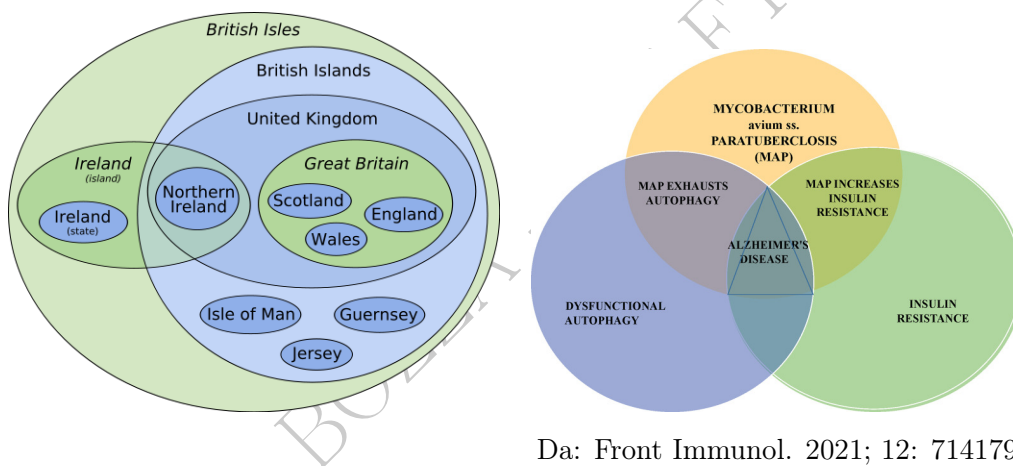 British Isles
British Islands
United Kingdom
Great Britain
Ireland
(island)
Northern
Ireland
Scotland
England
Ireland
(state)
Wales
Isle of Man
Guernsey
Jersey
MYCOBACTERIUM
avium ss.
PARATUBERCLOSIS
(MAP)
MAP EXHAUSTS
AUTOPHAGY
MAP INCREASES
INSULIN
RESISTANCE
ALZHEIMER'S
DISEASE
DYSFUNCTIONAL
AUTOPHAGY
INSULIN
RESISTANCE
Da: Front Immunol. 2021; 12: 714179